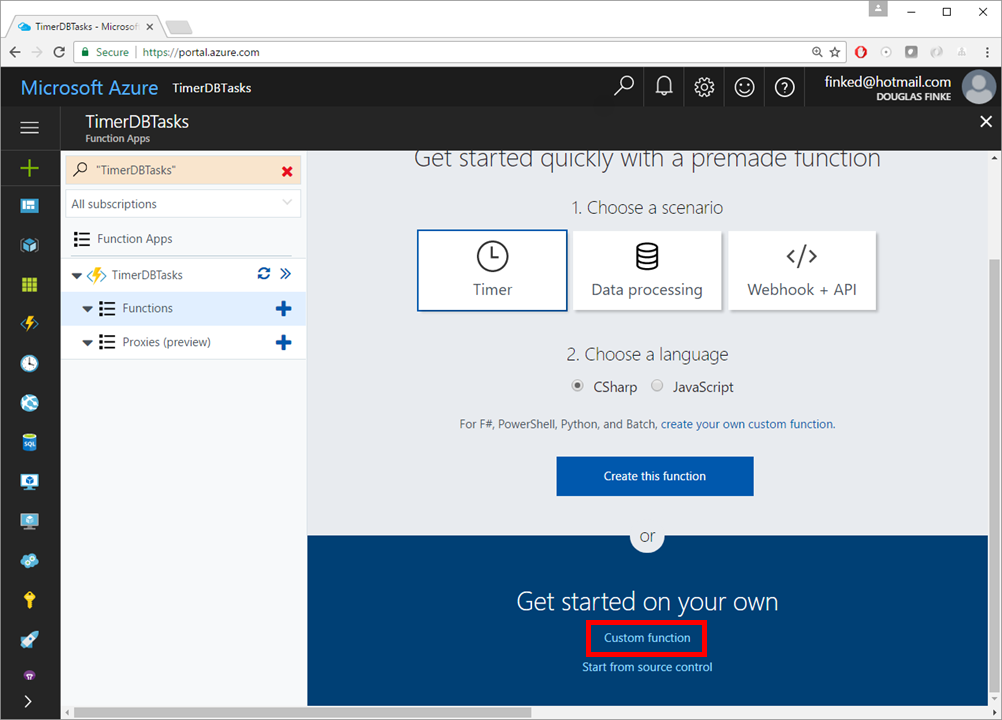 TimerDBTasks - Microsof
Secure | https://portal.azure.com
Microsoft Azure TimerDBTasks
finked@hotmail.com
DOUGLAS FINKE
TimerDBTasks
Function Apps
"TimerDBTasks"
All subscriptions
Function Apps
TimerDBTasks
Functions
Proxies (preview)
Get started quickly with a premade function
1. Choose a scenario
Timer
Data processing
</> Webhook + API
2. Choose a language
CSharp JavaScript
For F#, PowerShell, Python, and Batch, create your own custom function.
Create this function
or
Get started on your own
Custom function
Start from source control
SQL